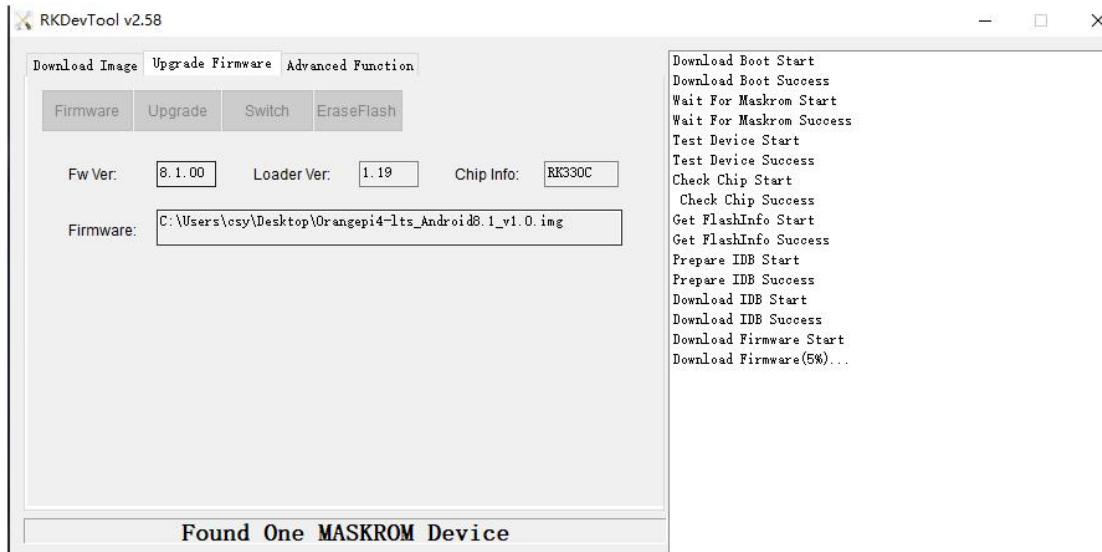 RKDevTool v2.58
Download Image Upgrade Firmware Advanced Function
Firmware Upgrade Switch EraseFlash
Fw Ver: 8.1.00 Loader Ver: 1.19 Chip Info: RK330C
Firmware: C:\Users\csy\Desktop\Orangepi4-lts_Android8.1_v1.0.img
Found One MASKROM Device
Download Boot Start
Download Boot Success
Wait For Maskrom Start
Wait For Maskrom Success
Test Device Start
Test Device Success
Check Chip Start
Check Chip Success
Get FlashInfo Start
Get FlashInfo Success
Prepare IDB Start
Prepare IDB Success
Download IDB Start
Download IDB Success
Download Firmware Start
Download Firmware(5%)...